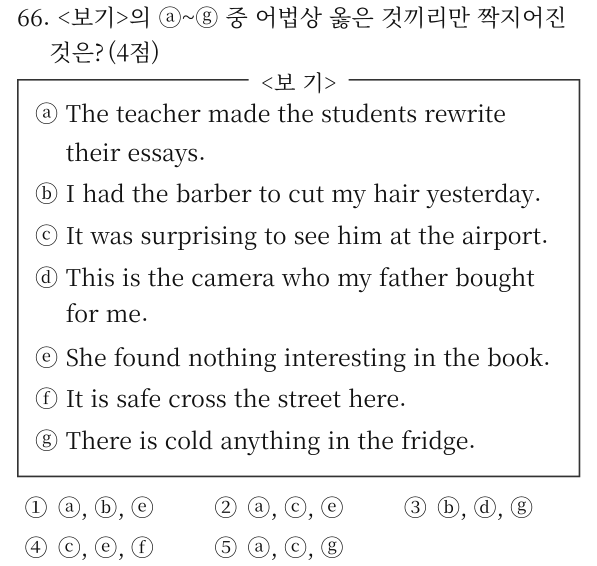 66. <보기>의 ⓐ~ⓖ 중 어법상 옳은 것끼리만 짝지어진
것은? (4점)
<보 기>
ⓐ The teacher made the students rewrite
their essays.
ⓑ I had the barber to cut my hair yesterday.
ⓒ It was surprising to see him at the airport.
ⓓ This is the camera who my father bought
for me.
ⓔ She found nothing interesting in the book.
ⓕ It is safe cross the street here.
ⓖ There is cold anything in the fridge.
① ⓐ, ⓑ, ⓔ ② ⓐ, ⓒ, ⓔ ③ ⓑ, ⓓ, ⓖ
④ ⓒ, ⓔ, ⓕ ⑤ ⓐ, ⓒ, ⓖ